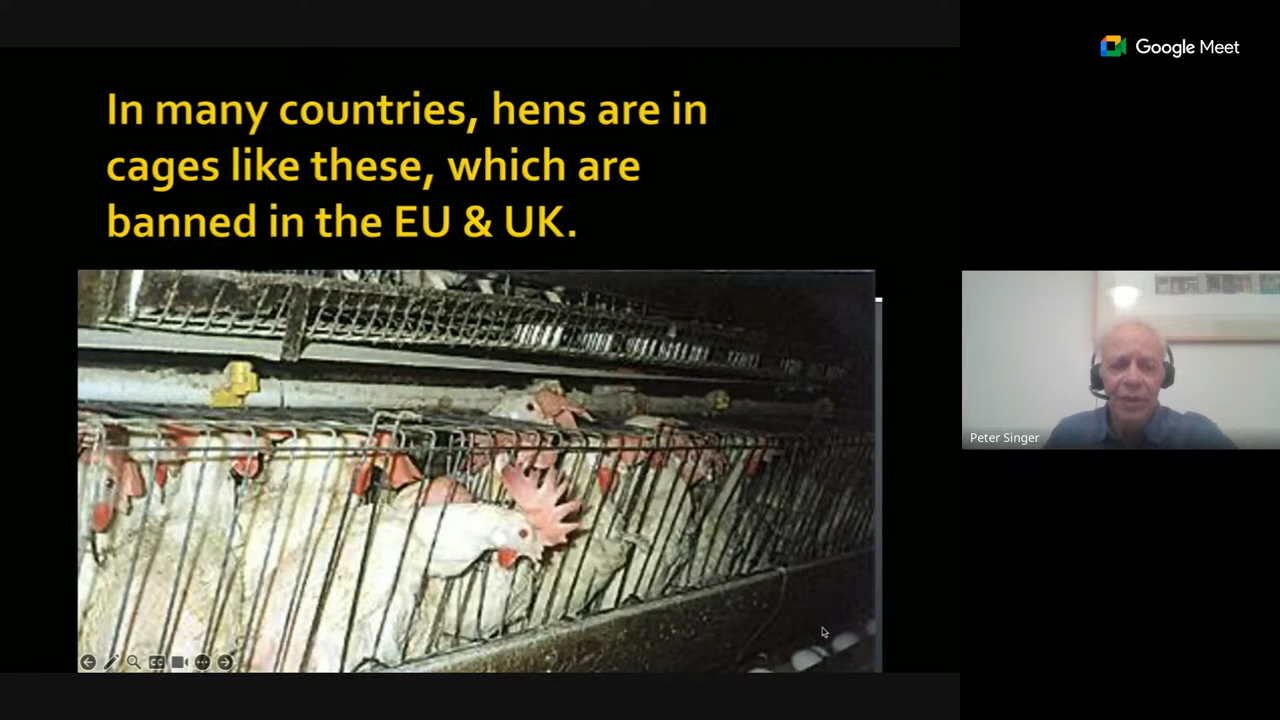 In many countries, hens are in
cages like these, which are
banned in the EU & UK.
Google Meet
Peter Singer
CC